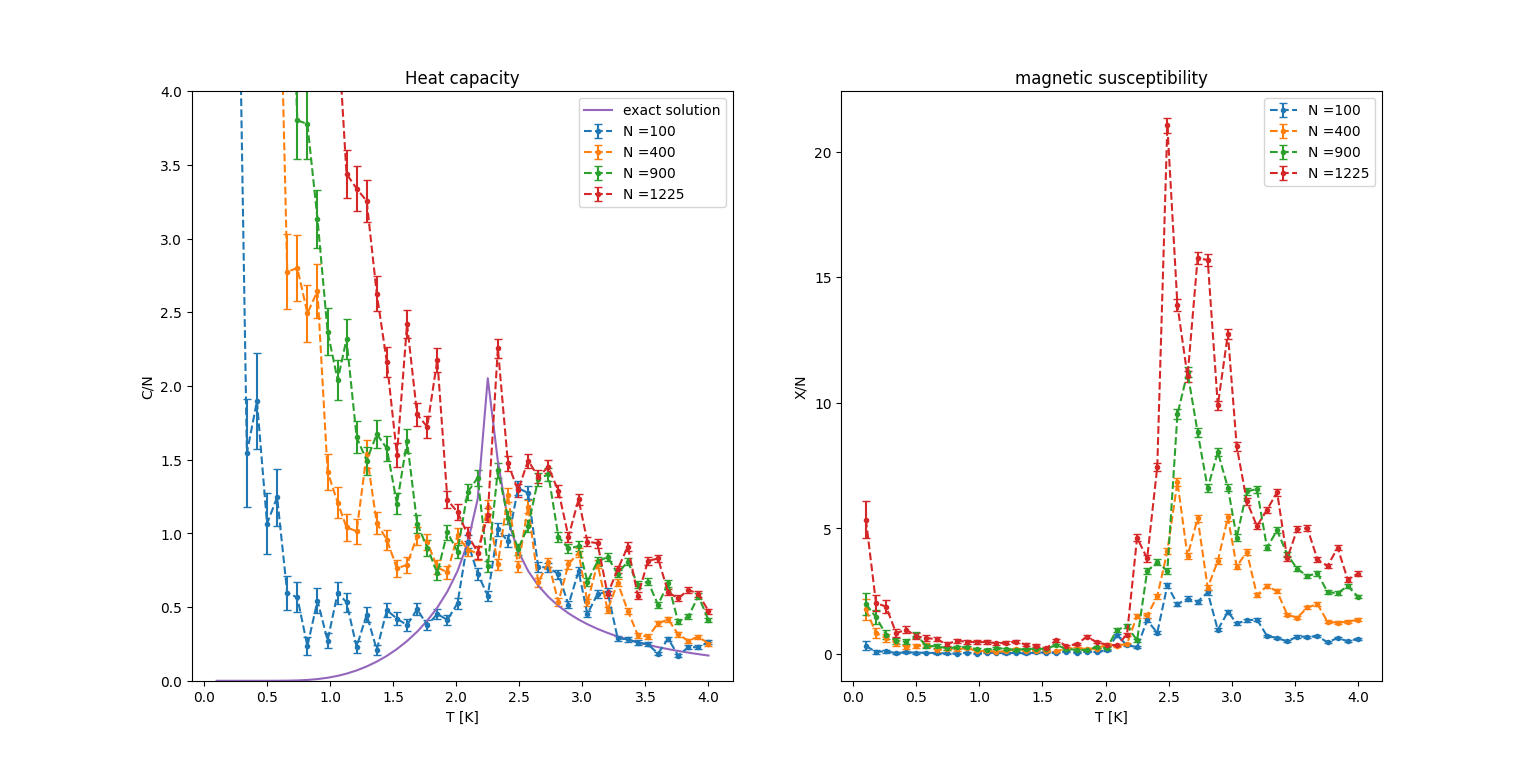 Heat capacity
4.0
3.5
3.0
2.5
2.0
1.5
1.0
0.5
0.0
C/N
0.0 0.5 1.0 1.5 2.0 2.5 3.0 3.5 4.0
T [K]
exact solution
N =100
N =400
N =900
N =1225
magnetic susceptibility
20
15
10
5
0
X/N
0.0 0.5 1.0 1.5 2.0 2.5 3.0 3.5 4.0
T [K]
N =100
N =400
N =900
N =1225